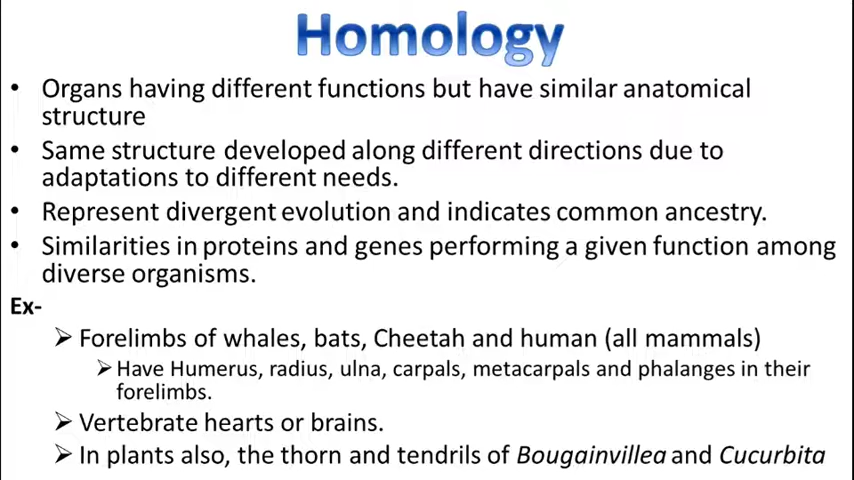 Homology
• Organs having different functions but have similar anatomical
structure
• Same structure developed along different directions due to
adaptations to different needs.
• Represent divergent evolution and indicates common ancestry.
• Similarities in proteins and genes performing a given function among
diverse organisms.
Ex-
➢ Forelimbs of whales, bats, Cheetah and human (all mammals)
➢ Have Humerus, radius, ulna, carpals, metacarpals and phalanges in their
forelimbs.
➢ Vertebrate hearts or brains.
➢ In plants also, the thorn and tendrils of Bougainvillea and Cucurbita